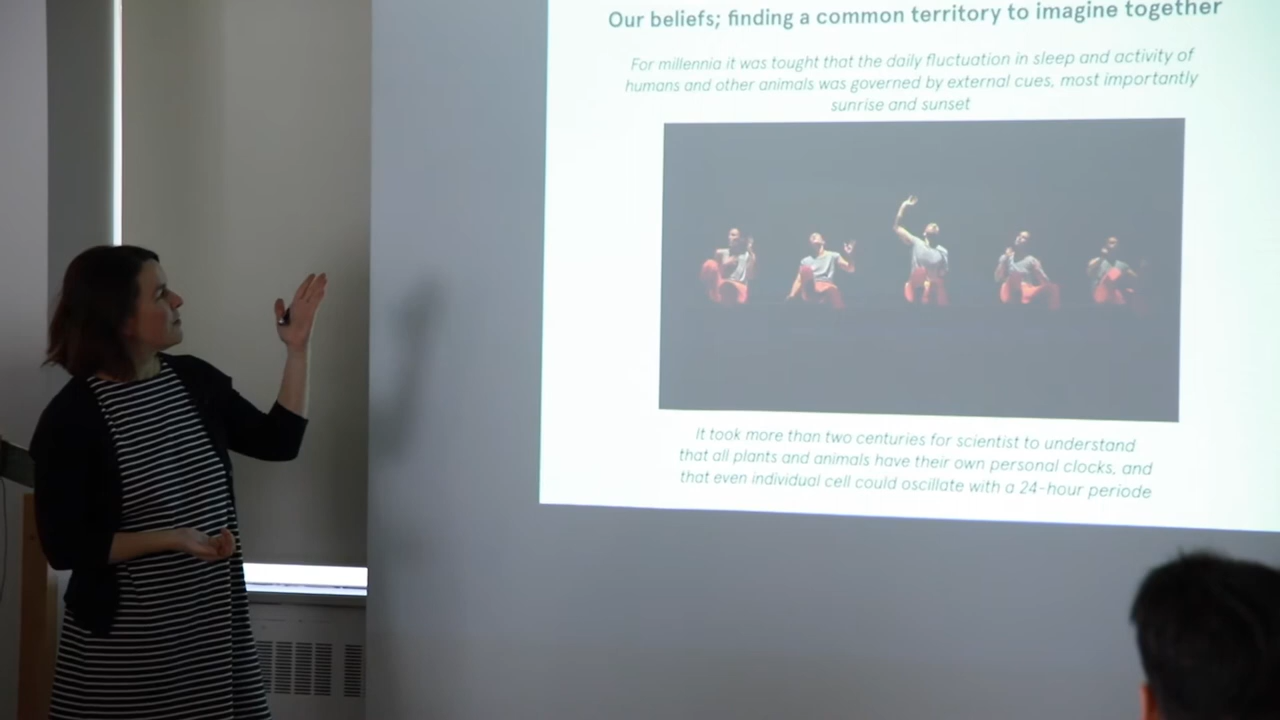 Our beliefs; finding a common territory to imagine together
For millennia it was tought that the daily fluctuation in sleep and activity of
humans and other animals was governed by external cues, most importantly
sunrise and sunset
It took more than two centuries for scientist to understand
that all plants and animals have their own personal clocks, and
that even individual cell could oscillate with a 24-hour periode